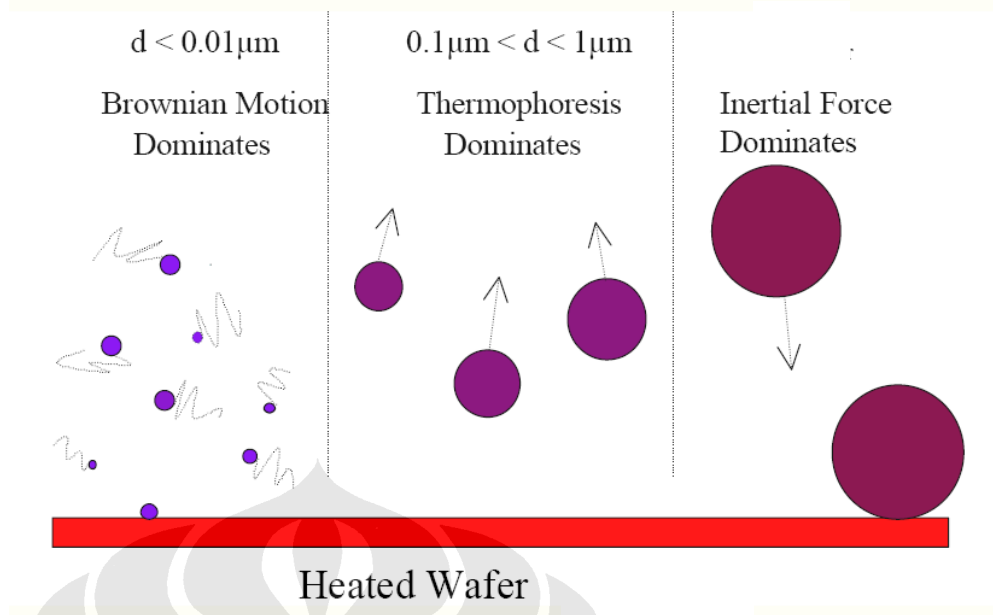 d < 0.01μm
Brownian Motion
Dominates
0.1μm < d < 1μm
Thermophoresis
Dominates
Inertial Force
Dominates
Heated Wafer